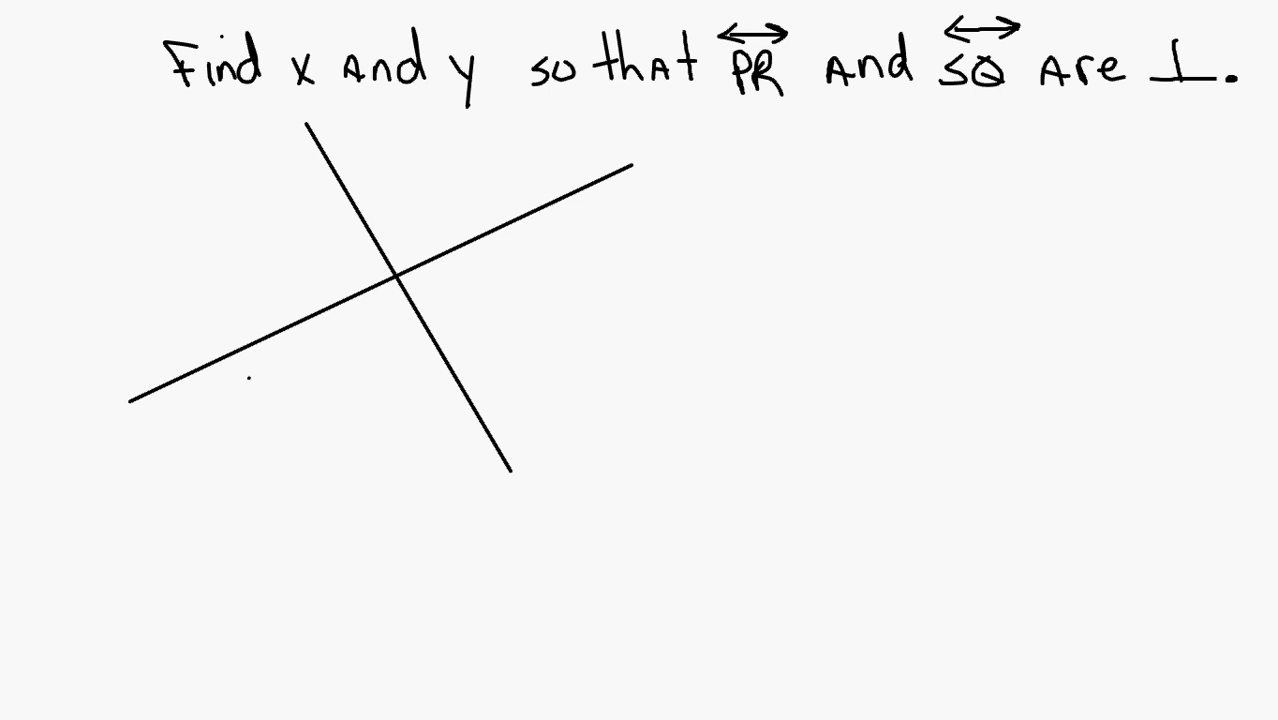 Find x and y so that PR and SQ are ⊥.